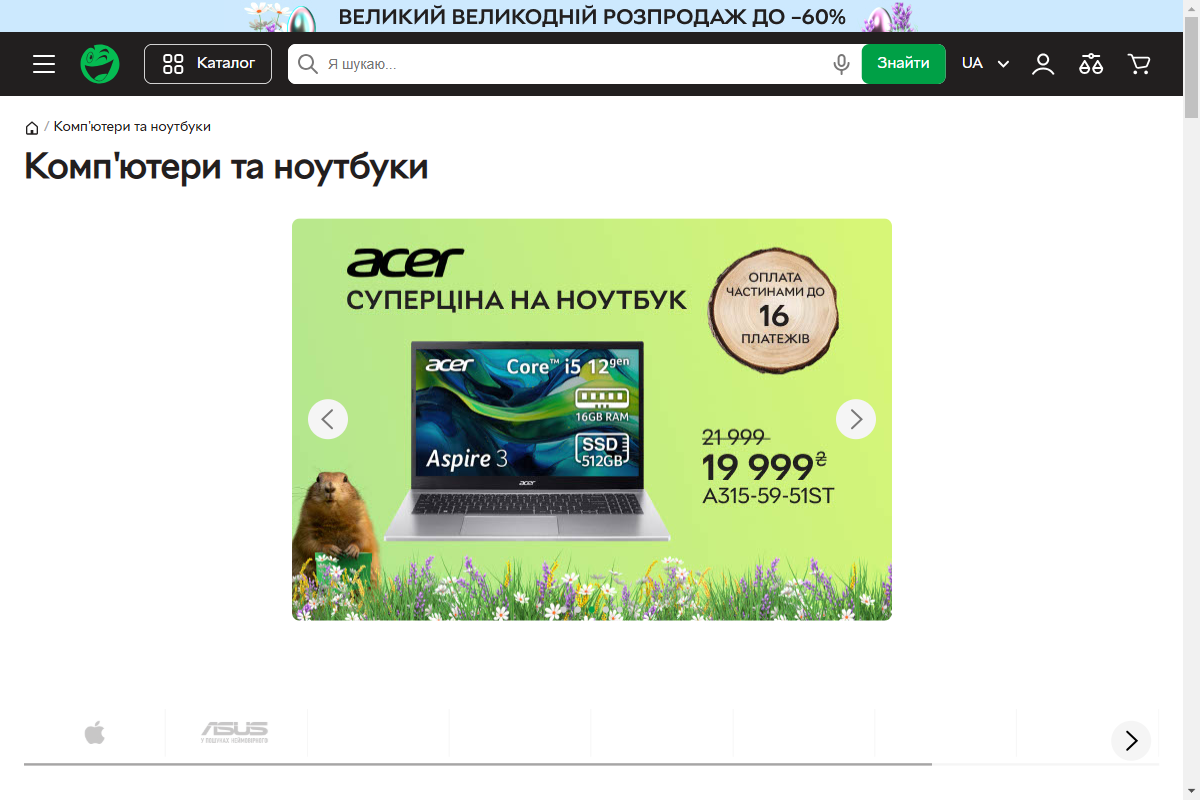 ВЕЛИКИЙ ВЕЛИКОДНІЙ РОЗПРОДАЖ ДО –60%
Каталог
Я шукаю...
Знайти
UA
/ Комп'ютери та ноутбуки
Комп'ютери та ноутбуки
acer
СУПЕРЦІНА НА НОУТБУК
ОПЛАТА
ЧАСТИНАМИ ДО
16
ПЛАТЕЖІВ
acer
Core™ i5 12gen
16GB RAM
SSD
512GB
Aspire 3
acer
21 999
19 999₴
A315-59-51ST
ASUS
У ПОШУКАХ НЕЙМОВІРНОГО